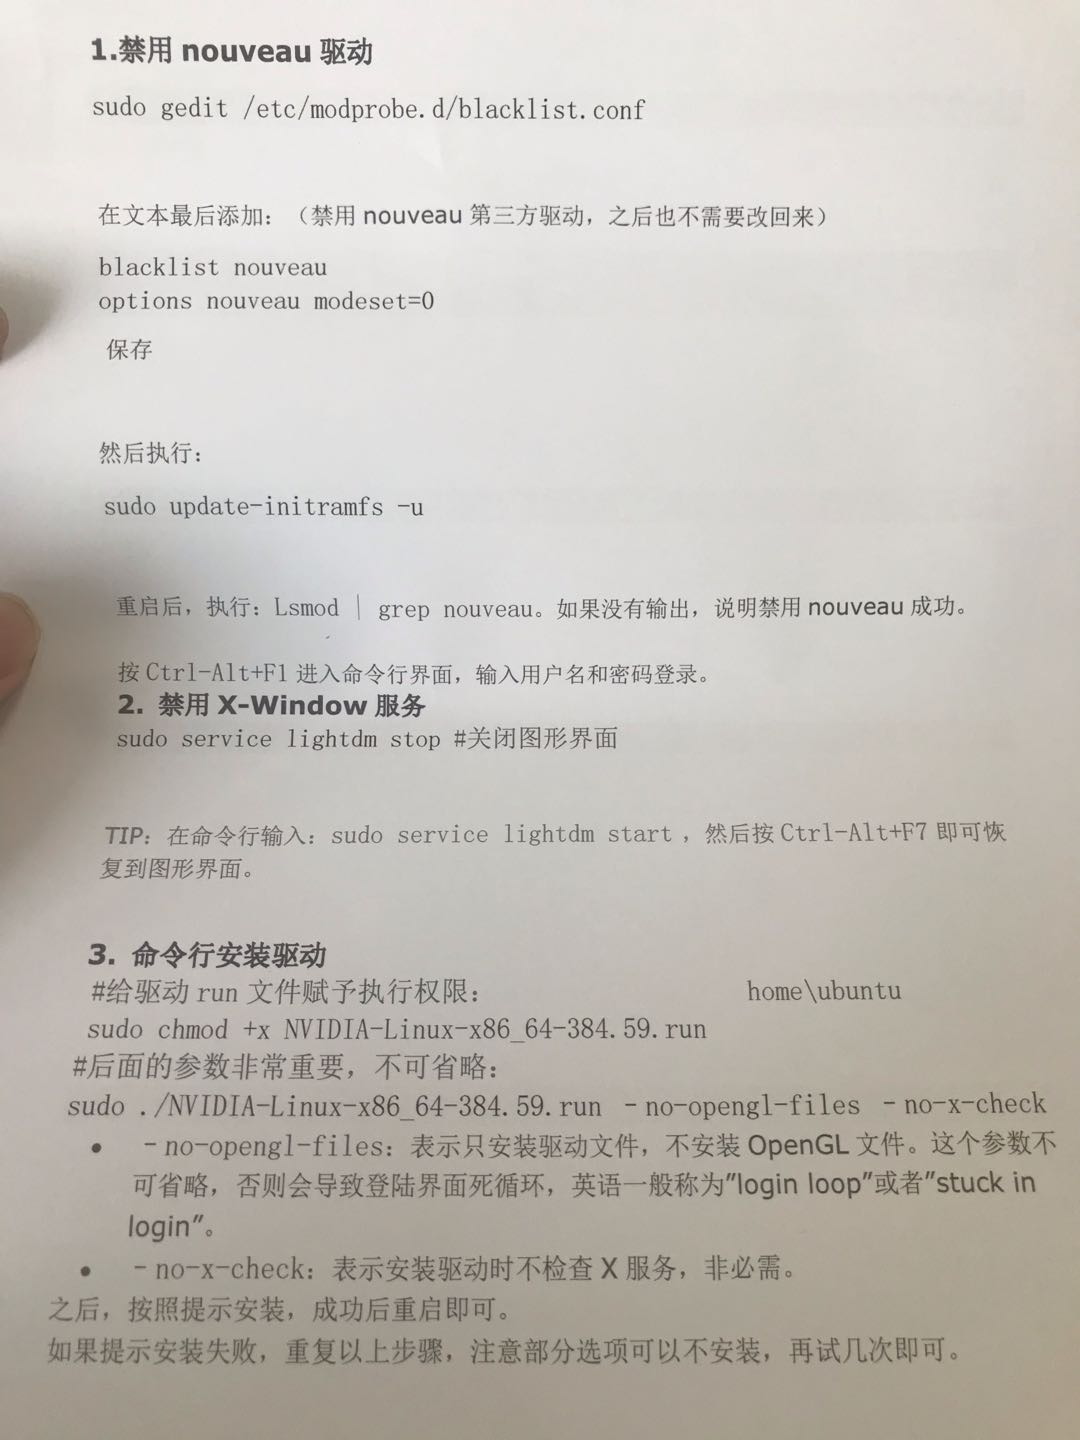 1.禁用 nouveau 驱动
sudo gedit /etc/modprobe.d/blacklist.conf
在文本最后添加：（禁用 nouveau 第三方驱动，之后也不需要改回来）
blacklist nouveau
options nouveau modeset=0
保存
然后执行：
sudo update-initramfs -u
重启后，执行：Lsmod | grep nouveau。如果没有输出，说明禁用 nouveau 成功。
按 Ctrl-Alt+F1 进入命令行界面，输入用户名和密码登录。
2. 禁用 X-Window 服务
sudo service lightdm stop #关闭图形界面
TIP：在命令行输入：sudo service lightdm start ，然后按 Ctrl-Alt+F7 即可恢
复到图形界面。
3. 命令行安装驱动
#给驱动 run 文件赋予执行权限： home\ubuntu
sudo chmod +x NVIDIA-Linux-x86_64-384.59.run
#后面的参数非常重要，不可省略：
sudo ./NVIDIA-Linux-x86_64-384.59.run –no-opengl-files –no-x-check
• –no-opengl-files：表示只安装驱动文件，不安装 OpenGL 文件。这个参数不
可省略，否则会导致登陆界面死循环，英语一般称为”login loop”或者”stuck in
login”。
• –no-x-check：表示安装驱动时不检查 X 服务，非必需。
之后，按照提示安装，成功后重启即可。
如果提示安装失败，重复以上步骤，注意部分选项可以不安装，再试几次即可。